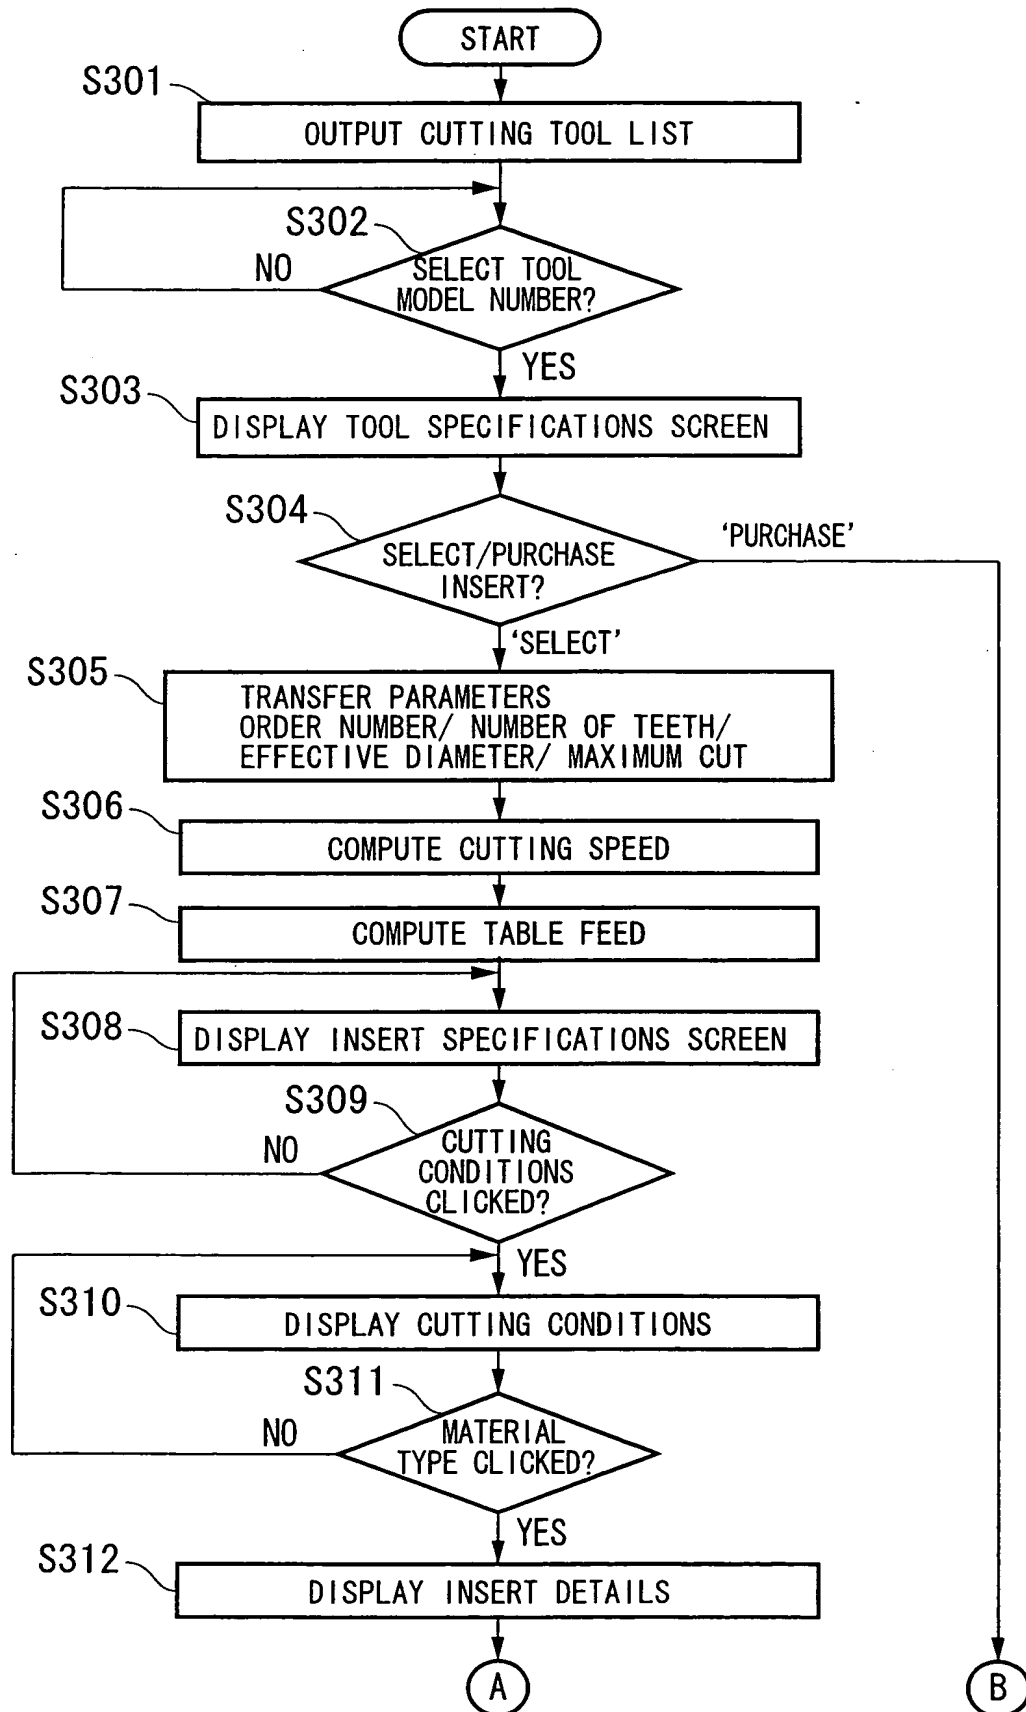 START
S301
OUTPUT CUTTING TOOL LIST
S302
NO
SELECT TOOL
MODEL NUMBER?
YES
S303
DISPLAY TOOL SPECIFICATIONS SCREEN
S304
'PURCHASE'
SELECT/PURCHASE
INSERT?
'SELECT'
S305
TRANSFER PARAMETERS
ORDER NUMBER/ NUMBER OF TEETH/
EFFECTIVE DIAMETER/ MAXIMUM CUT
S306
COMPUTE CUTTING SPEED
S307
COMPUTE TABLE FEED
S308
DISPLAY INSERT SPECIFICATIONS SCREEN
S309
NO
CUTTING
CONDITIONS
CLICKED?
YES
S310
DISPLAY CUTTING CONDITIONS
S311
NO
MATERIAL
TYPE CLICKED?
YES
S312
DISPLAY INSERT DETAILS
A
B